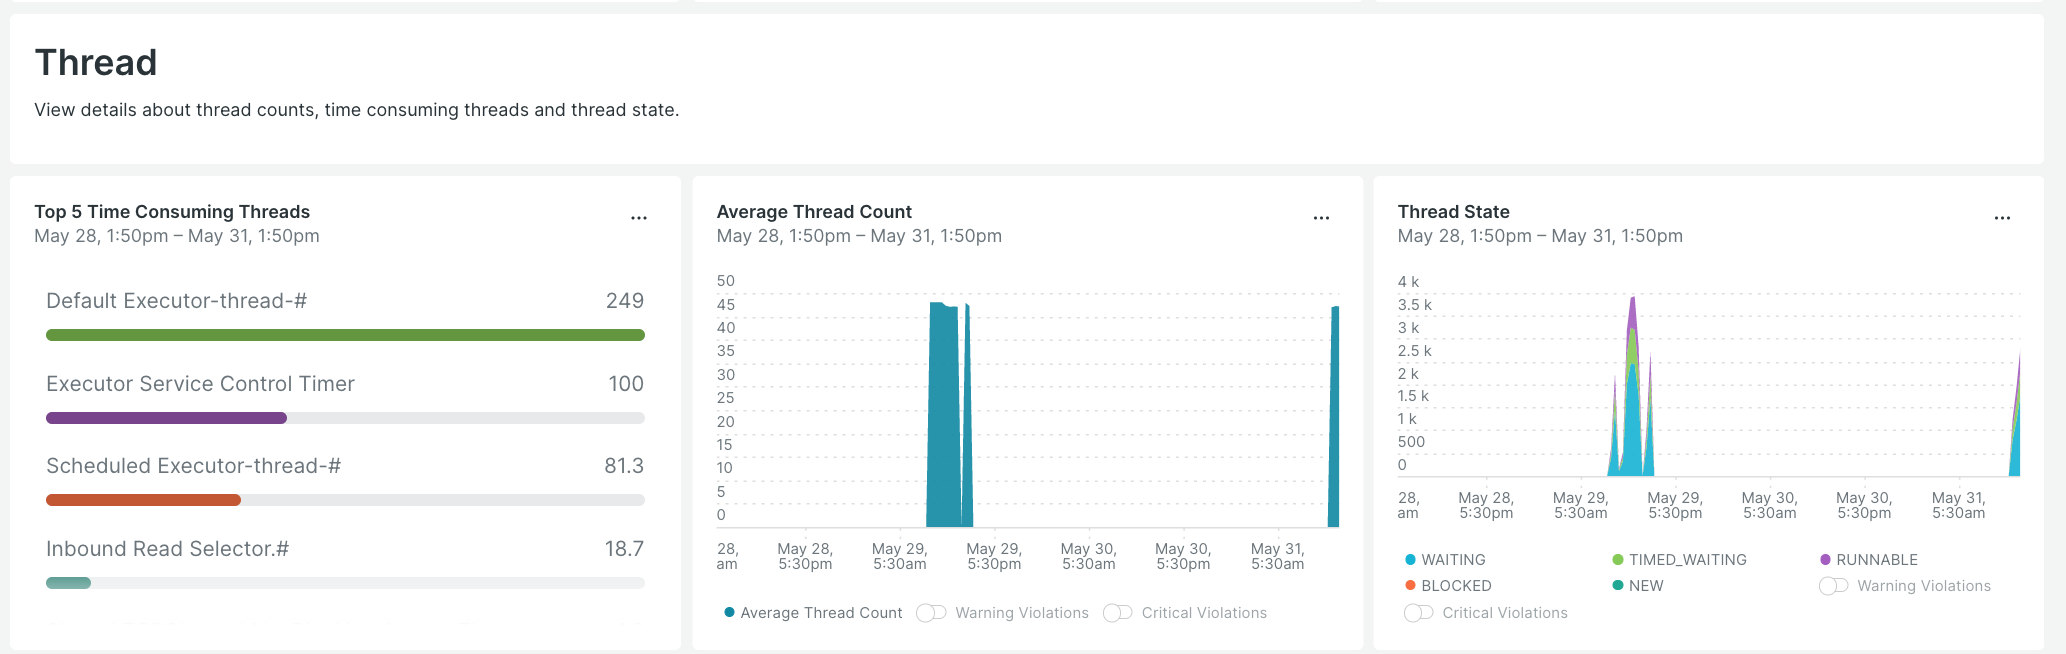 Thread
View details about thread counts, time consuming threads and thread state.
Top 5 Time Consuming Threads
...
May 28, 1:50pm – May 31, 1:50pm
Default Executor-thread-# 249
Executor Service Control Timer 100
Scheduled Executor-thread-# 81.3
Inbound Read Selector.# 18.7
Average Thread Count
...
May 28, 1:50pm – May 31, 1:50pm
50
45
40
35
30
25
20
15
10
5
0
28, May 28, May 29, May 29, May 30, May 30, May 31,
am 5:30pm 5:30am 5:30pm 5:30am 5:30pm 5:30am
Average Thread Count Warning Violations Critical Violations
Thread State
...
May 28, 1:50pm – May 31, 1:50pm
4 k
3.5 k
3 k
2.5 k
2 k
1.5 k
1 k
500
0
28, May 28, May 29, May 29, May 30, May 30, May 31,
am 5:30pm 5:30am 5:30pm 5:30am 5:30pm 5:30am
WAITING TIMED_WAITING RUNNABLE
BLOCKED NEW Warning Violations
Critical Violations